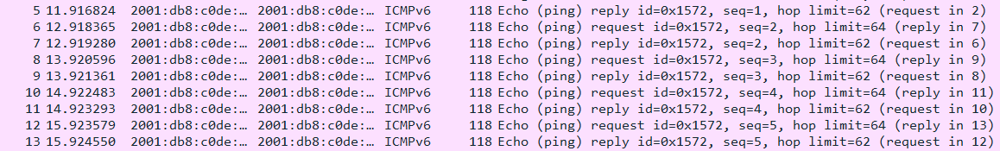 5 11.916824 2001:db8:c0de:… 2001:db8:c0de:… ICMPv6 118 Echo (ping) reply id=0x1572, seq=1, hop limit=62 (request in 2)
6 12.918365 2001:db8:c0de:… 2001:db8:c0de:… ICMPv6 118 Echo (ping) request id=0x1572, seq=2, hop limit=64 (reply in 7)
7 12.919280 2001:db8:c0de:… 2001:db8:c0de:… ICMPv6 118 Echo (ping) reply id=0x1572, seq=2, hop limit=62 (request in 6)
8 13.920596 2001:db8:c0de:… 2001:db8:c0de:… ICMPv6 118 Echo (ping) request id=0x1572, seq=3, hop limit=64 (reply in 9)
9 13.921361 2001:db8:c0de:… 2001:db8:c0de:… ICMPv6 118 Echo (ping) reply id=0x1572, seq=3, hop limit=62 (request in 8)
10 14.922483 2001:db8:c0de:… 2001:db8:c0de:… ICMPv6 118 Echo (ping) request id=0x1572, seq=4, hop limit=64 (reply in 11)
11 14.923293 2001:db8:c0de:… 2001:db8:c0de:… ICMPv6 118 Echo (ping) reply id=0x1572, seq=4, hop limit=62 (request in 10)
12 15.923579 2001:db8:c0de:… 2001:db8:c0de:… ICMPv6 118 Echo (ping) request id=0x1572, seq=5, hop limit=64 (reply in 13)
13 15.924550 2001:db8:c0de:… 2001:db8:c0de:… ICMPv6 118 Echo (ping) reply id=0x1572, seq=5, hop limit=62 (request in 12)